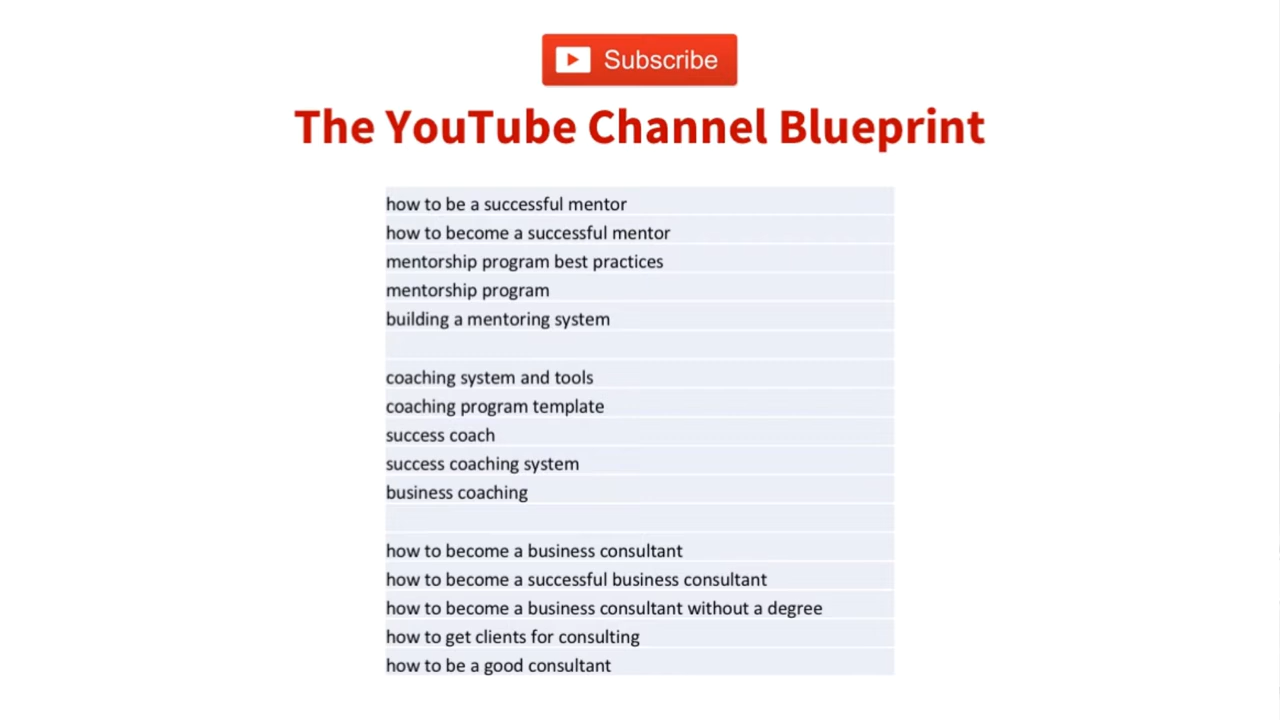 Subscribe
The YouTube Channel Blueprint
how to be a successful mentor
how to become a successful mentor
mentorship program best practices
mentorship program
building a mentoring system
coaching system and tools
coaching program template
success coach
success coaching system
business coaching
how to become a business consultant
how to become a successful business consultant
how to become a business consultant without a degree
how to get clients for consulting
how to be a good consultant